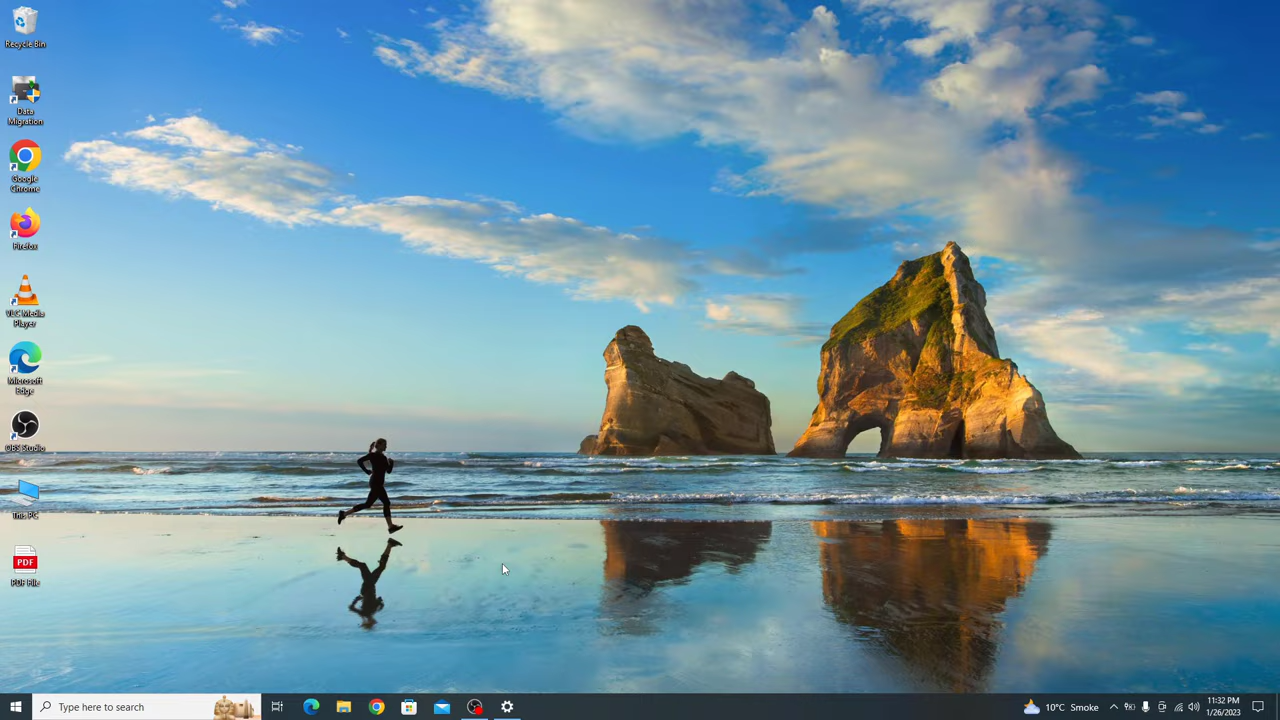 Recycle Bin
Data
Migration
Google
Chrome
Firefox
VLC Media
Player
Microsoft
Edge
OBS Studio
This PC
PDF
PDF File
Type here to search
10°C Smoke
11:32 PM
1/26/2023